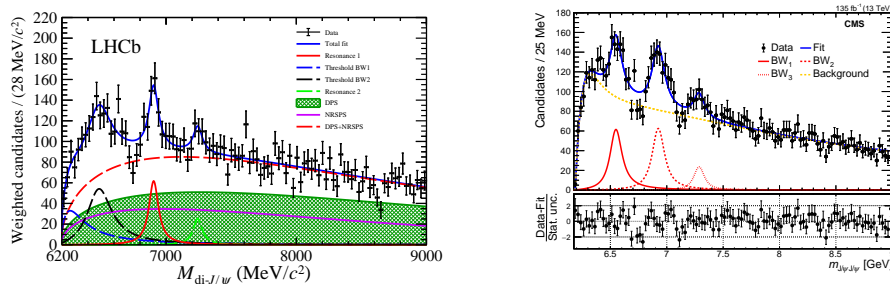 LHCb
Weighted candidates / (28 MeV/c²)
220
200
180
160
140
120
100
80
60
40
20
0
Data
Total fit
Resonance 1
Threshold BW1
Threshold BW2
Resonance 2
DPS
NRSPS
DPS+NRSPS
6200 7000 8000 9000
M_di-J/ψ (MeV/c²)
135 fb⁻¹ (13 TeV)
CMS
Candidates / 25 MeV
180
160
140
120
100
80
60
40
20
0
Data Fit
BW₁ BW₂
BW₃ Background
Data-Fit
Stat. unc.
2
0
−2
6.5 7 7.5 8 8.5 9
m_J/ψJ/ψ [GeV]